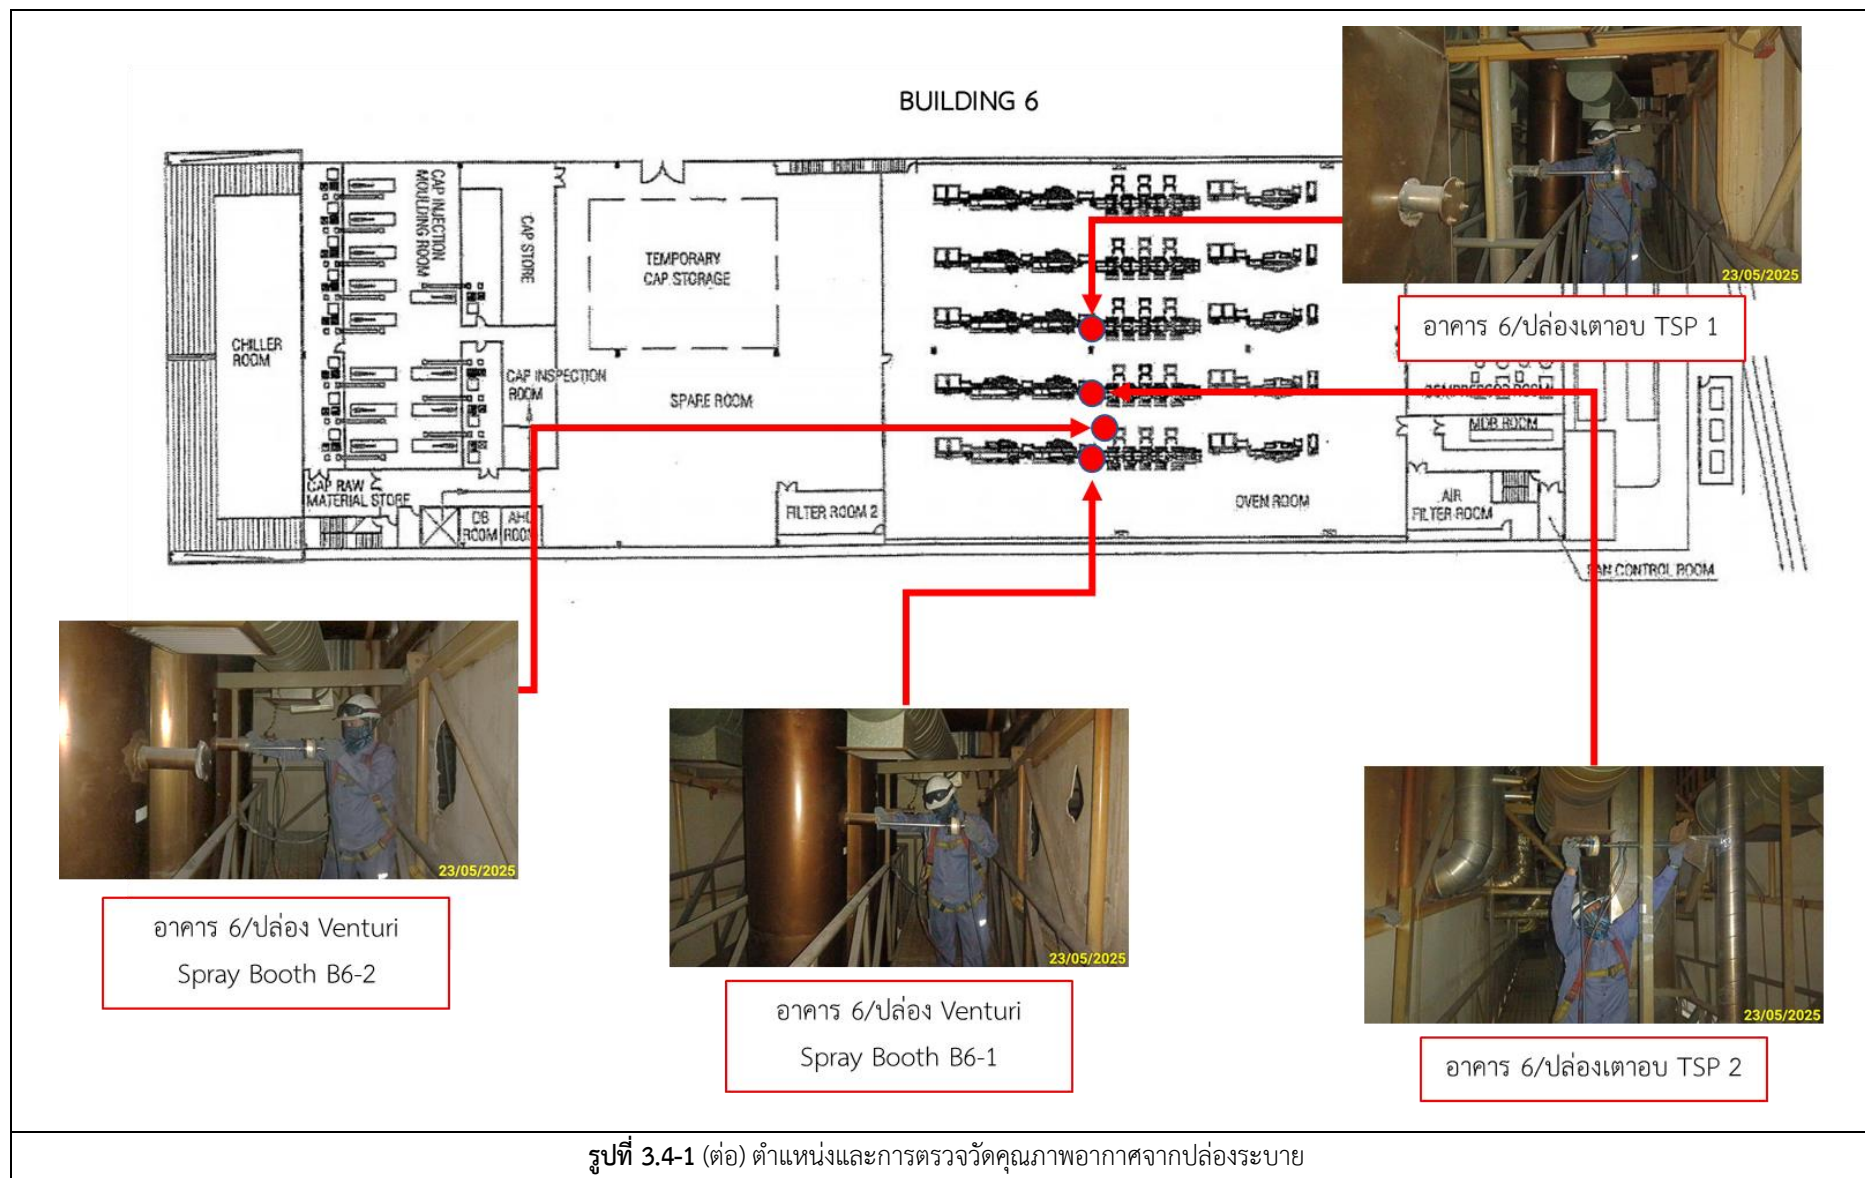 BUILDING 6
23/05/2025
อาคาร 6/ปล่องเตาอบ TSP 1
CAP INJECTION
MOULDING ROOM
CAP STORE
TEMPORARY
CAP STORAGE
CHILLER
ROOM
CAP INSPECTION
ROOM
SPARE ROOM
COMPRESSOR ROOM
MDB ROOM
CAP RAW
MATERIAL STORE
DB
ROOM
AHU
ROOM
FILTER ROOM 2
OVEN ROOM
AIR
FILTER ROOM
FAN CONTROL ROOM
23/05/2025
อาคาร 6/ปล่อง Venturi
Spray Booth B6-2
23/05/2025
อาคาร 6/ปล่อง Venturi
Spray Booth B6-1
23/05/2025
อาคาร 6/ปล่องเตาอบ TSP 2
รูปที่ 3.4-1 (ต่อ) ตำแหน่งและการตรวจวัดคุณภาพอากาศจากปล่องระบาย